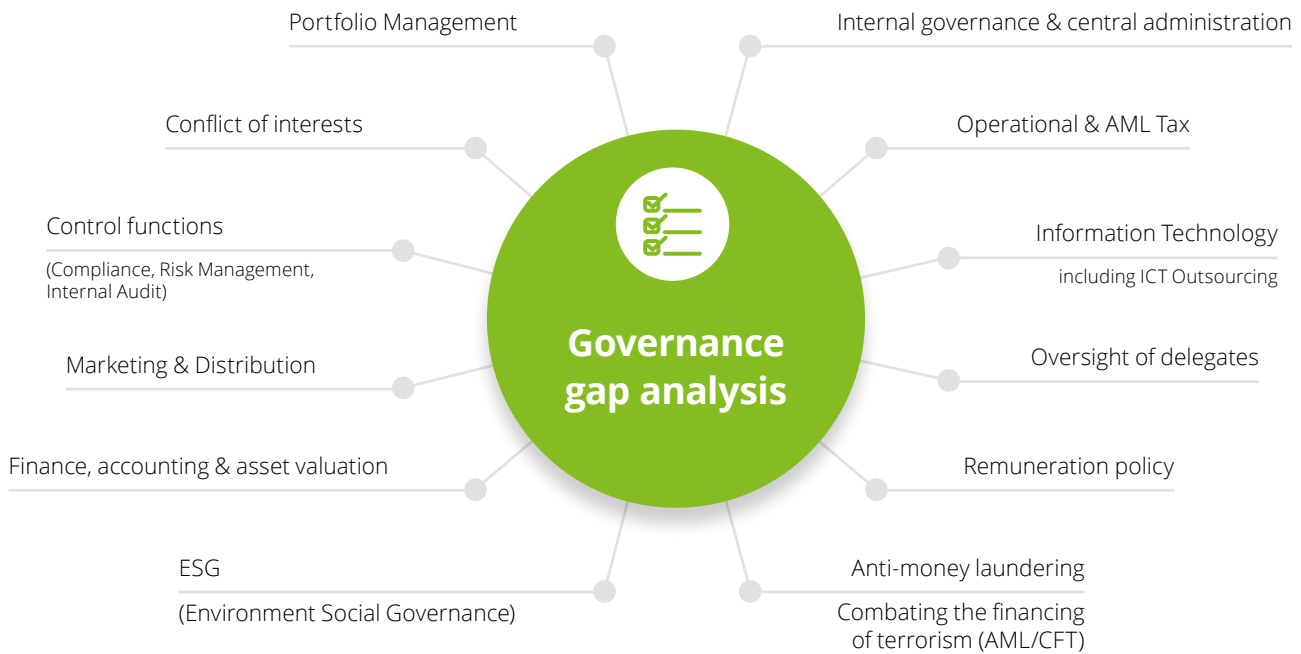 Portfolio Management
Internal governance & central administration
Conflict of interests
Operational & AML Tax
Control functions
(Compliance, Risk Management,
Internal Audit)
Information Technology
including ICT Outsourcing
Governance
gap analysis
Marketing & Distribution
Oversight of delegates
Finance, accounting & asset valuation
Remuneration policy
ESG
(Environment Social Governance)
Anti-money laundering
Combating the financing
of terrorism (AML/CFT)